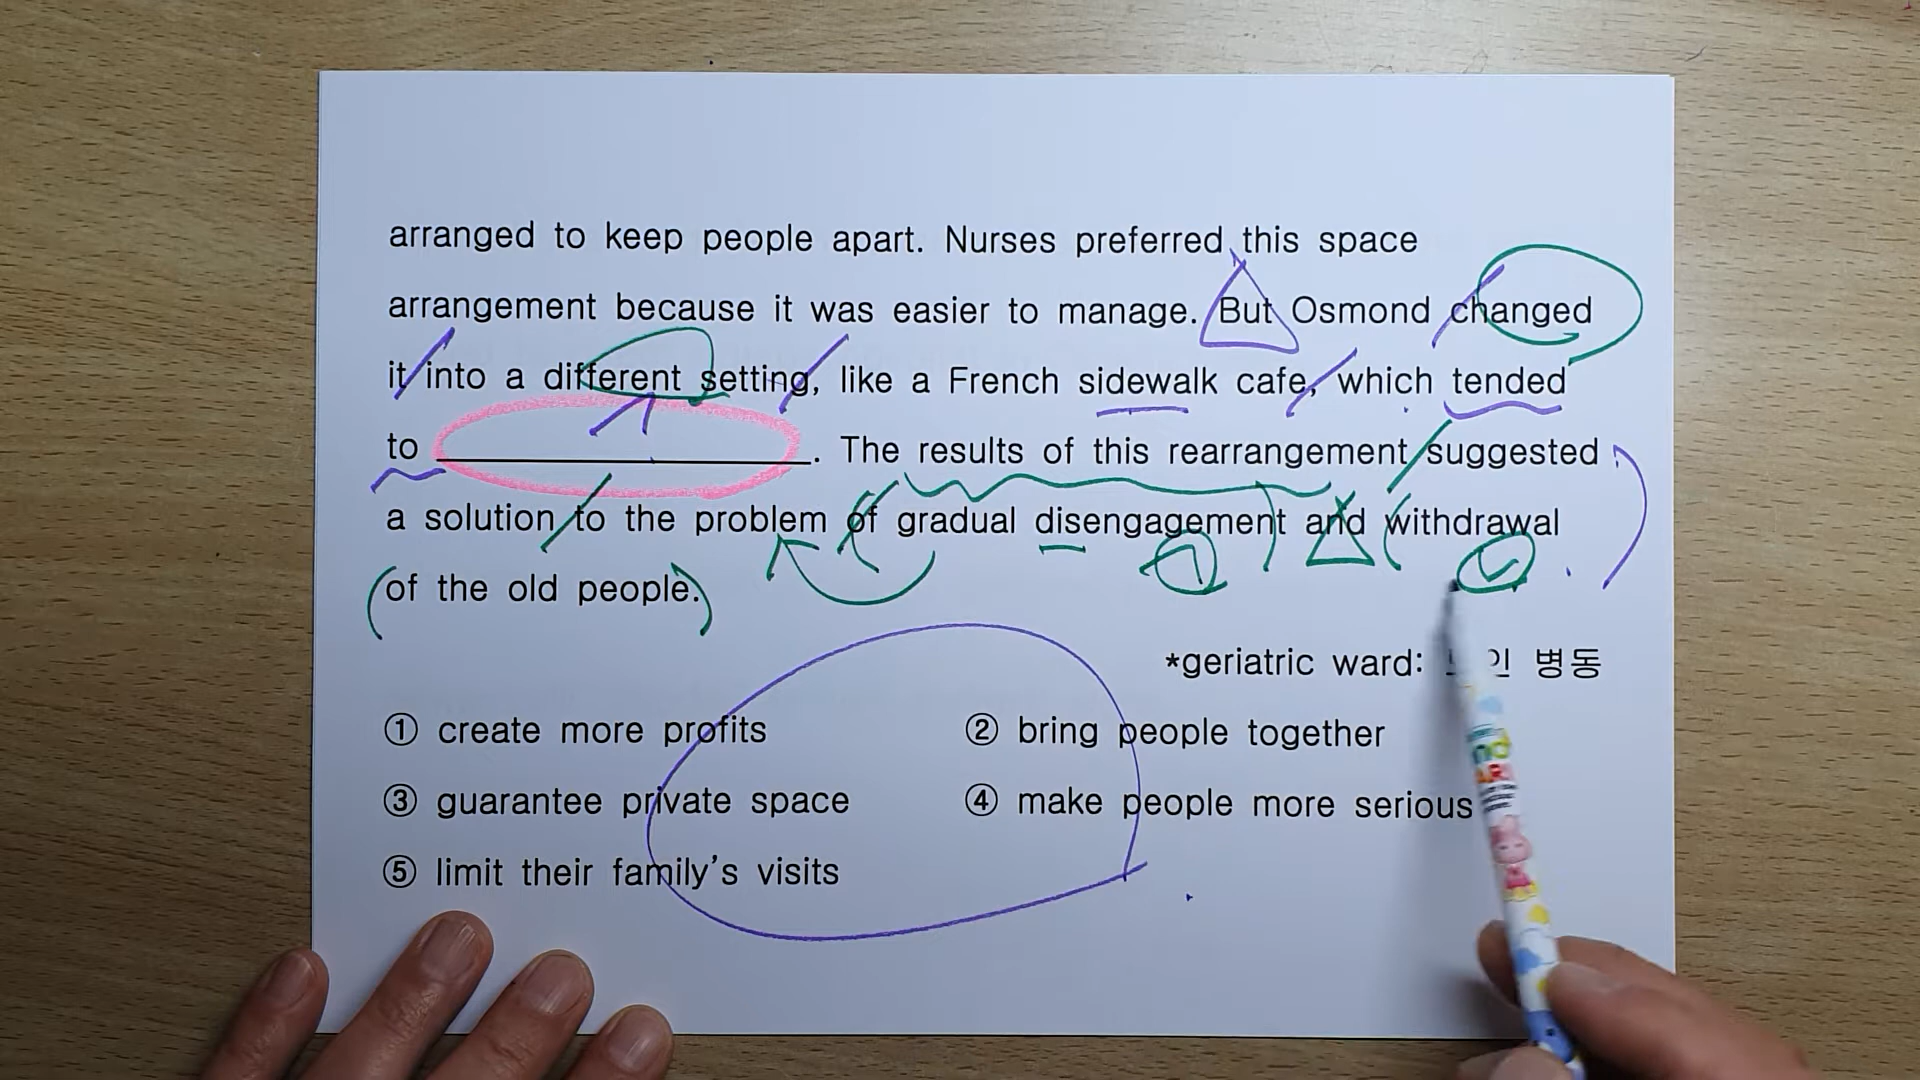 arranged to keep people apart. Nurses preferred this space
arrangement because it was easier to manage. But Osmond changed
it into a different setting, like a French sidewalk cafe, which tended
to ____________. The results of this rearrangement suggested
a solution to the problem of gradual disengagement and withdrawal
of the old people.
*geriatric ward: 인 병동
① create more profits
② bring people together
③ guarantee private space
④ make people more serious
⑤ limit their family's visits